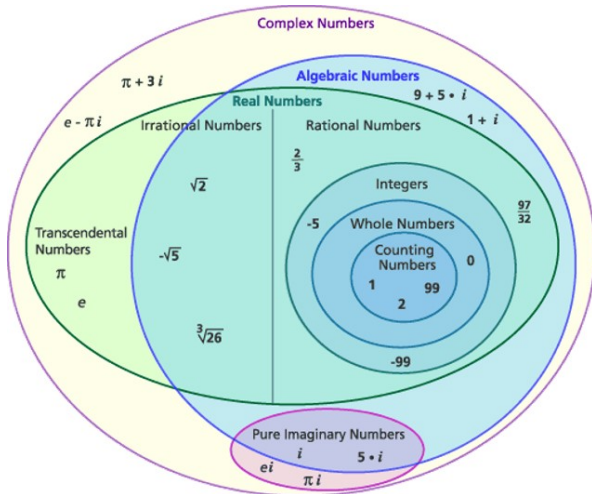 Complex Numbers
π + 3 i
Algebraic Numbers
9 + 5 • i
e - π i
Real Numbers
1 + i
Irrational Numbers
Rational Numbers
2/3
√2
Integers
97/32
-5
Whole Numbers
Transcendental
Numbers
-√5
Counting
Numbers
0
π
1
99
e
2
∛26
-99
Pure Imaginary Numbers
i
5 • i
ei
π i